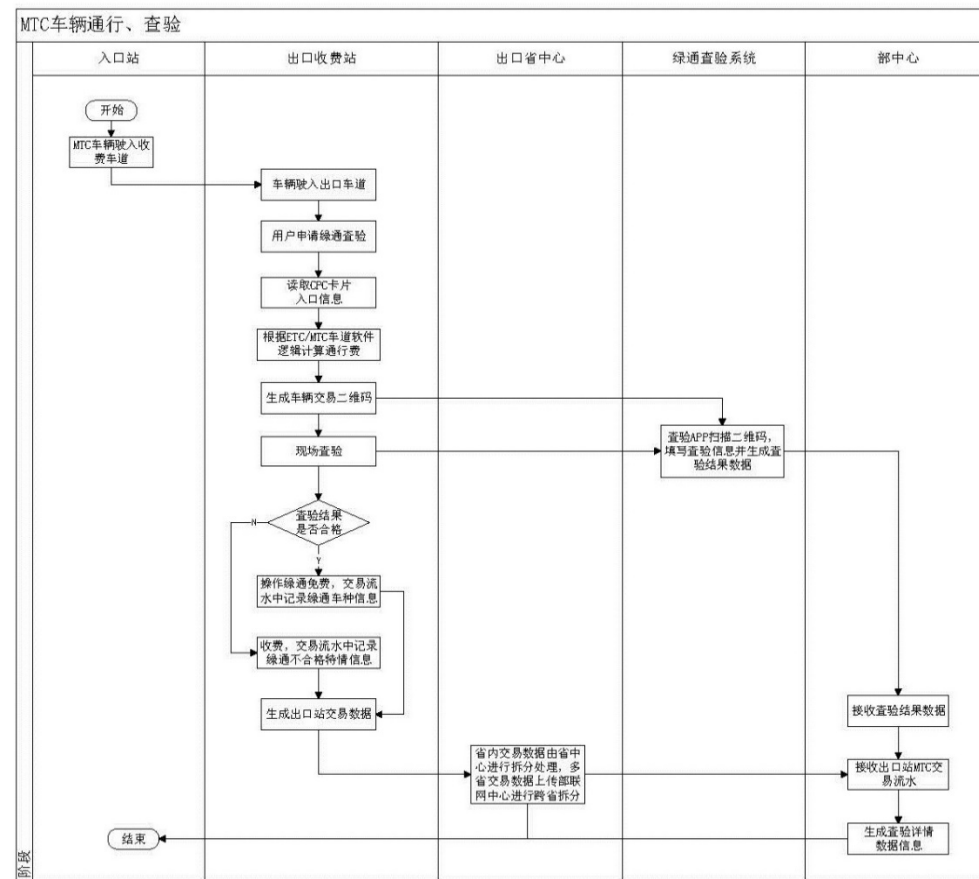 MTC车辆通行、查验
入口站
出口收费站
出口省中心
绿通查验系统
部中心
开始
MTC车辆驶入收
费车道
车辆驶入出口车道
用户申请绿通查验
读取CPC卡片
入口信息
根据ETC/MTC车道软件
逻辑计算通行费
生成车辆交易二维码
查验APP扫描二维码,
填写查验信息并生成查
验结果数据
现场查验
查验结果
是否合格
N
Y
操作绿通免费, 交易流
水中记录绿通车种信息
收费, 交易流水中记录
绿通不合格特情信息
生成出口站交易数据
接收查验结果数据
省内交易数据由省中
心进行拆分处理, 多
省交易数据上传部联
网中心进行跨省拆分
接收出口站MTC交
易流水
生成查验详情
数据信息
结束
阶段